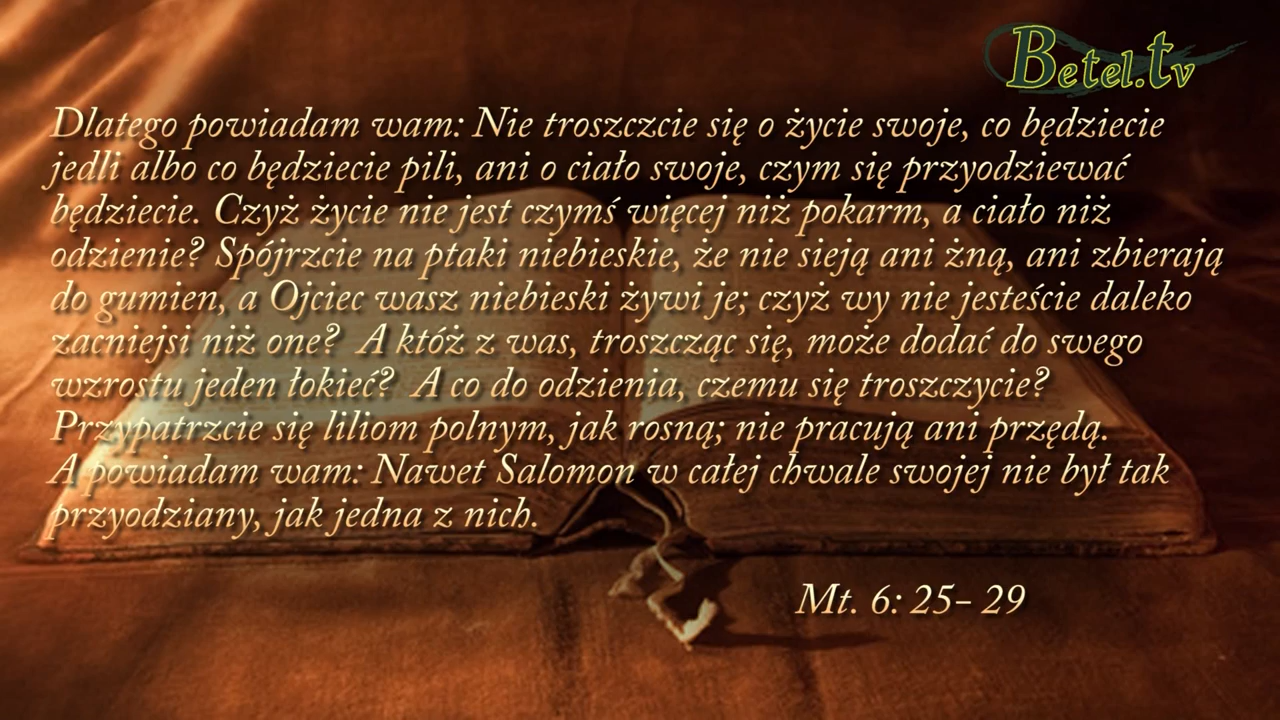 Betel.tv
Dlatego powiadam wam: Nie troszczcie się o życie swoje, co będziecie
jedli albo co będziecie pili, ani o ciało swoje, czym się przyodziewać
będziecie. Czyż życie nie jest czymś więcej niż pokarm, a ciało niż
odzienie? Spójrzcie na ptaki niebieskie, że nie sieją ani żną, ani zbierają
do gumien, a Ojciec wasz niebieski żywi je; czyż wy nie jesteście daleko
zacniejsi niż one? A któż z was, troszcząc się, może dodać do swego
wzrostu jeden łokieć? A co do odzienia, czemu się troszczycie?
Przypatrzcie się liliom polnym, jak rosną; nie pracują ani przędą.
A powiadam wam: Nawet Salomon w całej chwale swojej nie był tak
przyodziany, jak jedna z nich.
Mt. 6: 25– 29